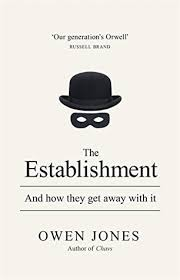 'Our generation's Orwell'
RUSSELL BRAND
The
Establishment
And how they get away with it
OWEN JONES
Author of Chavs